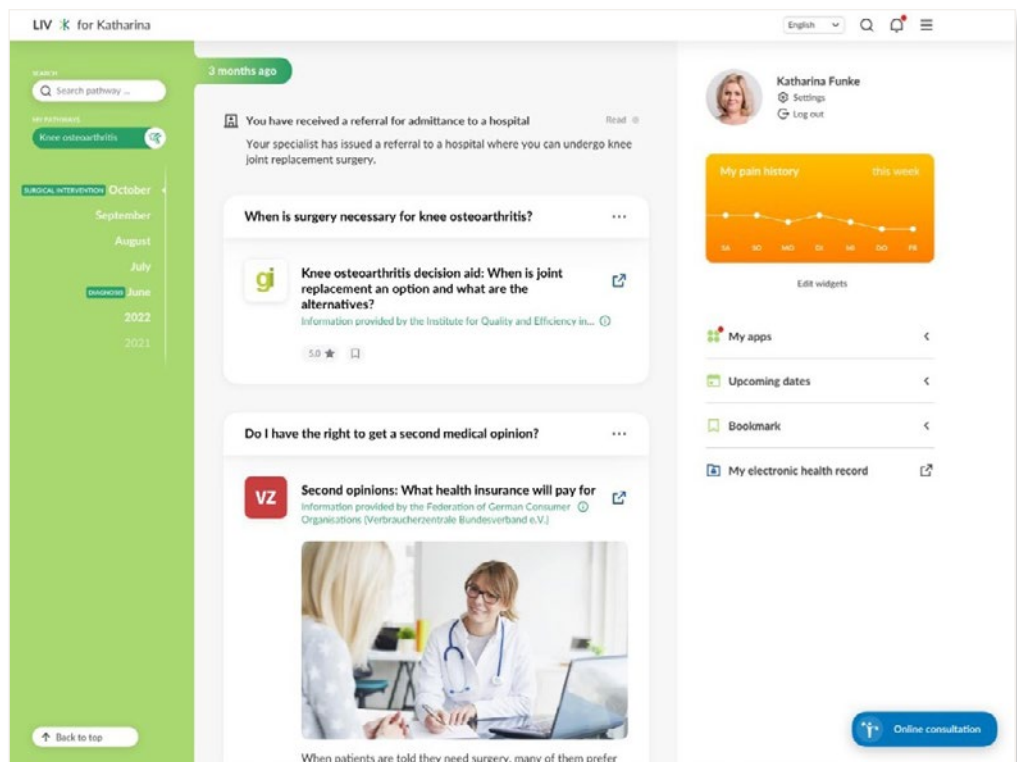 LIV for Katharina
English
SEARCH
Search pathway ...
MY PATHWAYS
Knee osteoarthritis
SURGICAL INTERVENTION October
September
August
July
DIAGNOSIS June
2022
2021
Back to top
3 months ago
You have received a referral for admittance to a hospital
Read
Your specialist has issued a referral to a hospital where you can undergo knee
joint replacement surgery.
When is surgery necessary for knee osteoarthritis?
gi
Knee osteoarthritis decision aid: When is joint
replacement an option and what are the
alternatives?
Information provided by the Institute for Quality and Efficiency in...
5.0
Do I have the right to get a second medical opinion?
VZ
Second opinions: What health insurance will pay for
Information provided by the Federation of German Consumer
Organisations (Verbraucherzentrale Bundesverband e.V.)
When patients are told they need surgery, many of them prefer
Katharina Funke
Settings
Log out
My pain history this week
SA SO MO DI MI DO FR
Edit widgets
My apps
Upcoming dates
Bookmark
My electronic health record
Online consultation